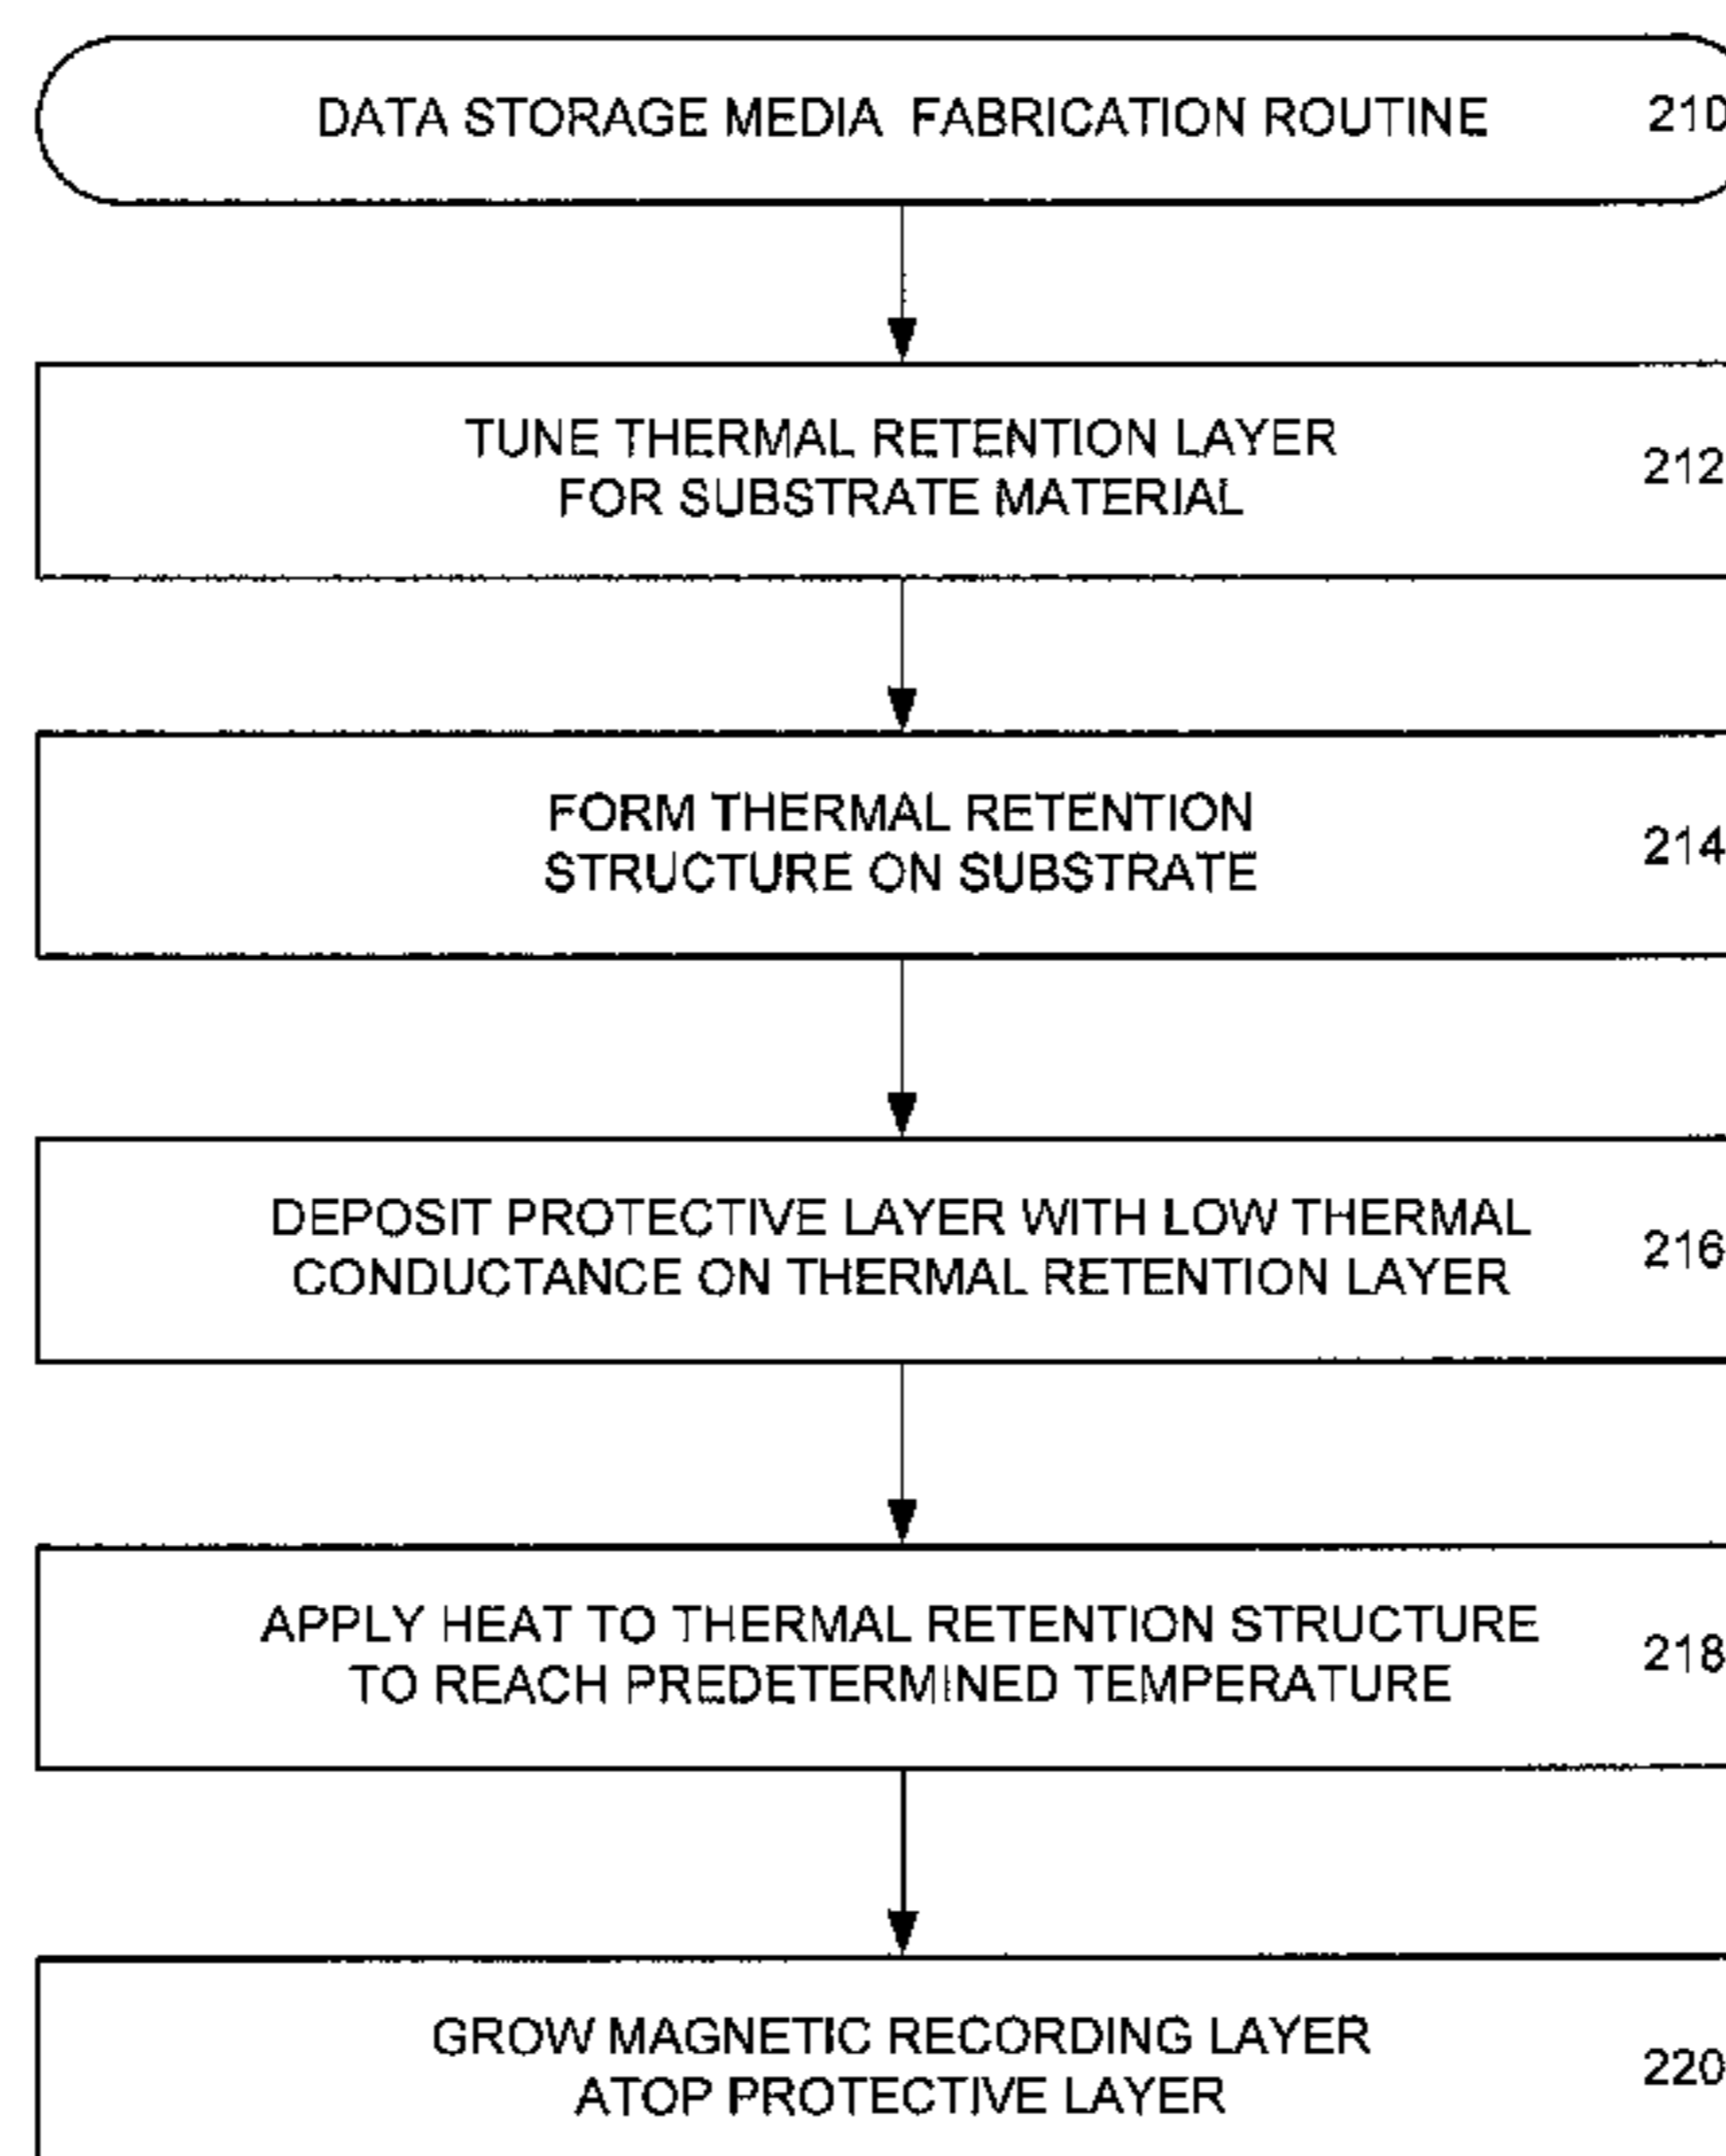 DATA STORAGE MEDIA FABRICATION ROUTINE 210
TUNE THERMAL RETENTION LAYER
FOR SUBSTRATE MATERIAL
212
FORM THERMAL RETENTION
STRUCTURE ON SUBSTRATE
214
DEPOSIT PROTECTIVE LAYER WITH LOW THERMAL
CONDUCTANCE ON THERMAL RETENTION LAYER
216
APPLY HEAT TO THERMAL RETENTION STRUCTURE
TO REACH PREDETERMINED TEMPERATURE
218
GROW MAGNETIC RECORDING LAYER
ATOP PROTECTIVE LAYER
220